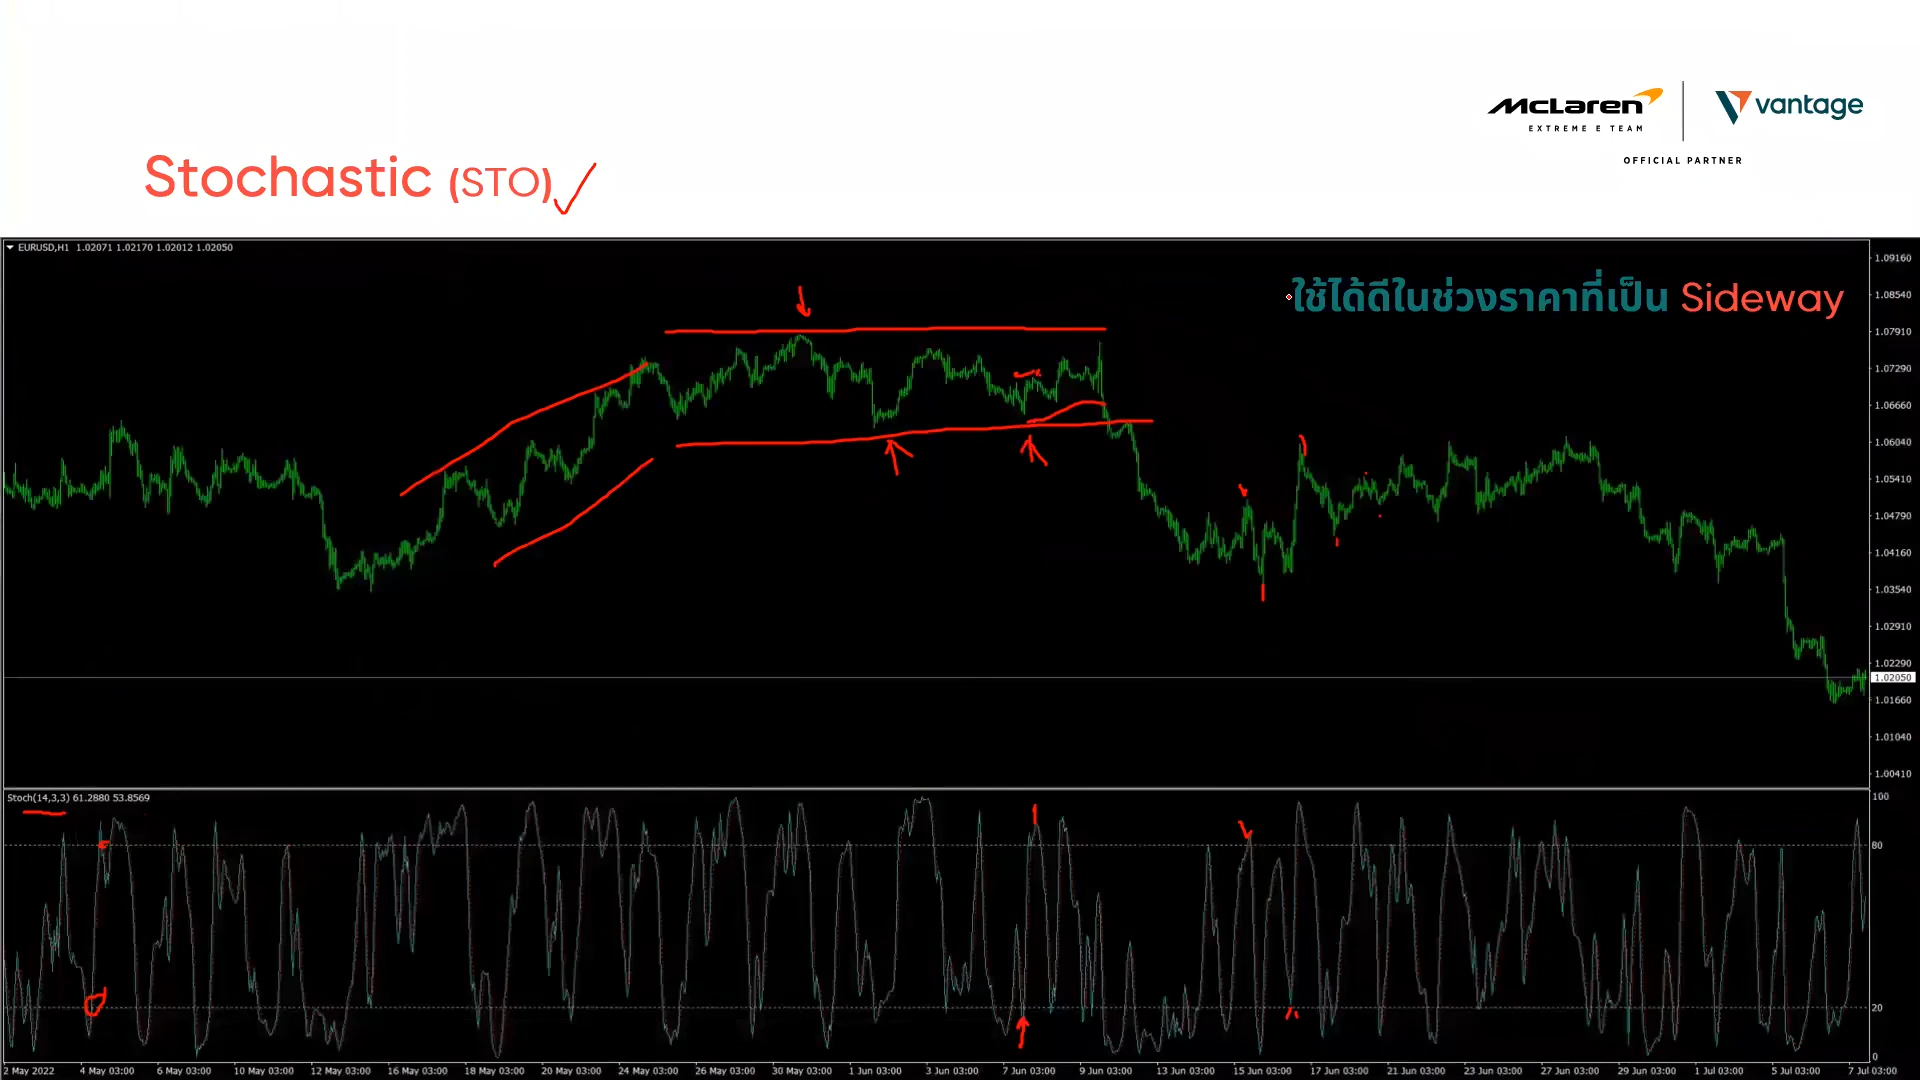 McLaren
EXTREME E TEAM
vantage
OFFICIAL PARTNER
Stochastic (STO)
EURUSD,H1 1.02071 1.02170 1.02012 1.02050
ใช้ได้ดีในช่วงราคาที่เป็น Sideway
1.09160
1.08540
1.07910
1.07290
1.06660
1.06040
1.05410
1.04790
1.04160
1.03540
1.02910
1.02290
1.02050
1.01660
1.01040
1.00410
Stoch(14,3,3) 61.2880 53.8569
100
80
20
0
2 May 2022 4 May 03:00 6 May 03:00 10 May 03:00 12 May 03:00 16 May 03:00 18 May 03:00 20 May 03:00 24 May 03:00 26 May 03:00 30 May 03:00 1 Jun 03:00 3 Jun 03:00 7 Jun 03:00 9 Jun 03:00 13 Jun 03:00 15 Jun 03:00 17 Jun 03:00 21 Jun 03:00 23 Jun 03:00 27 Jun 03:00 29 Jun 03:00 1 Jul 03:00 5 Jul 03:00 7 Jul 03:00